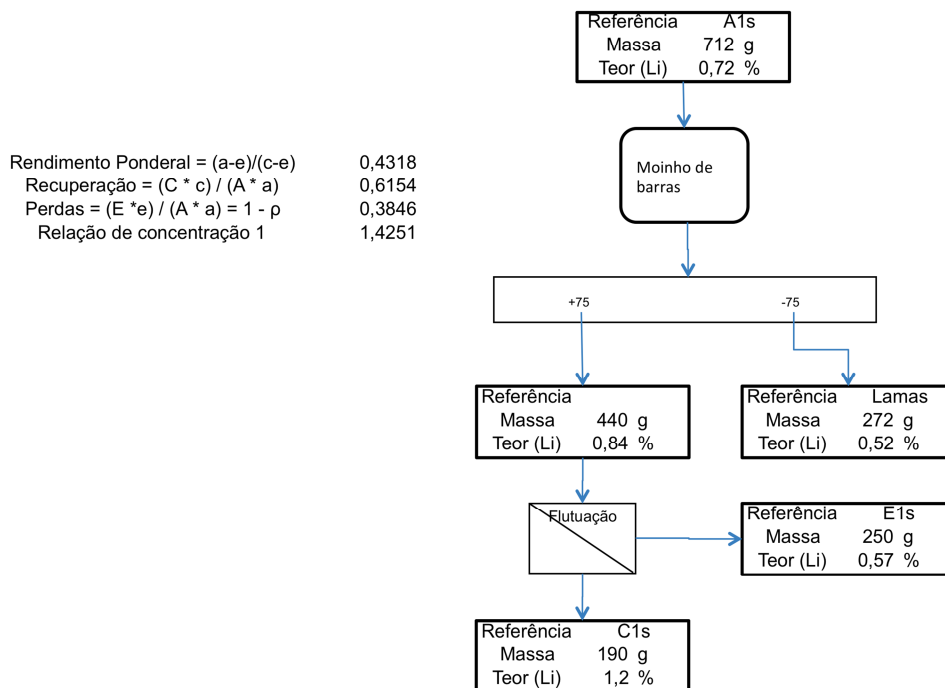 Referência A1s
Massa 712 g
Teor (Li) 0,72 %
Moinho de
barras
Rendimento Ponderal = (a-e)/(c-e) 0,4318
Recuperação = (C * c) / (A * a) 0,6154
Perdas = (E *e) / (A * a) = 1 - ρ 0,3846
Relação de concentração 1 1,4251
+75 -75
Referência
Massa 440 g
Teor (Li) 0,84 %
Referência Lamas
Massa 272 g
Teor (Li) 0,52 %
Flutuação
Referência E1s
Massa 250 g
Teor (Li) 0,57 %
Referência C1s
Massa 190 g
Teor (Li) 1,2 %